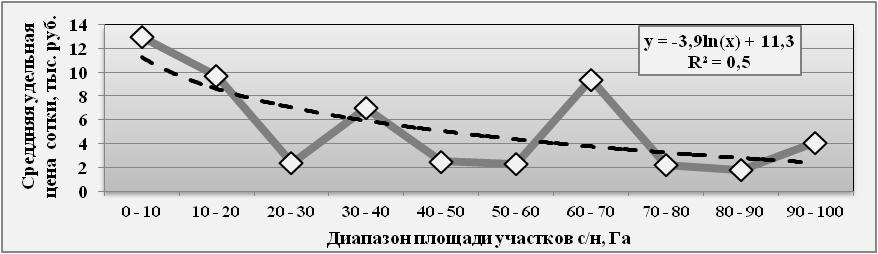 Среддняя удельная
цена сотки, тыс. руб.
14
12
10
8
6
4
2
0
y = -3,9ln(x) + 11,3
R² = 0,5
0 - 10 10 - 20 20 - 30 30 - 40 40 - 50 50 - 60 60 - 70 70 - 80 80 - 90 90 - 100
Диапазон площади участков с/н, Га